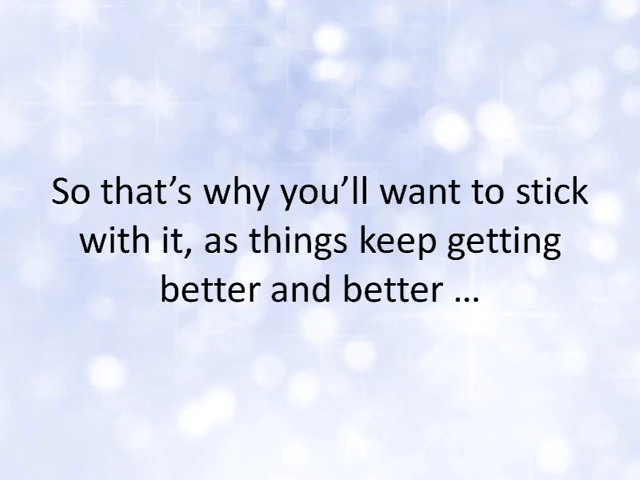 So that’s why you’ll want to stick
with it, as things keep getting
better and better …